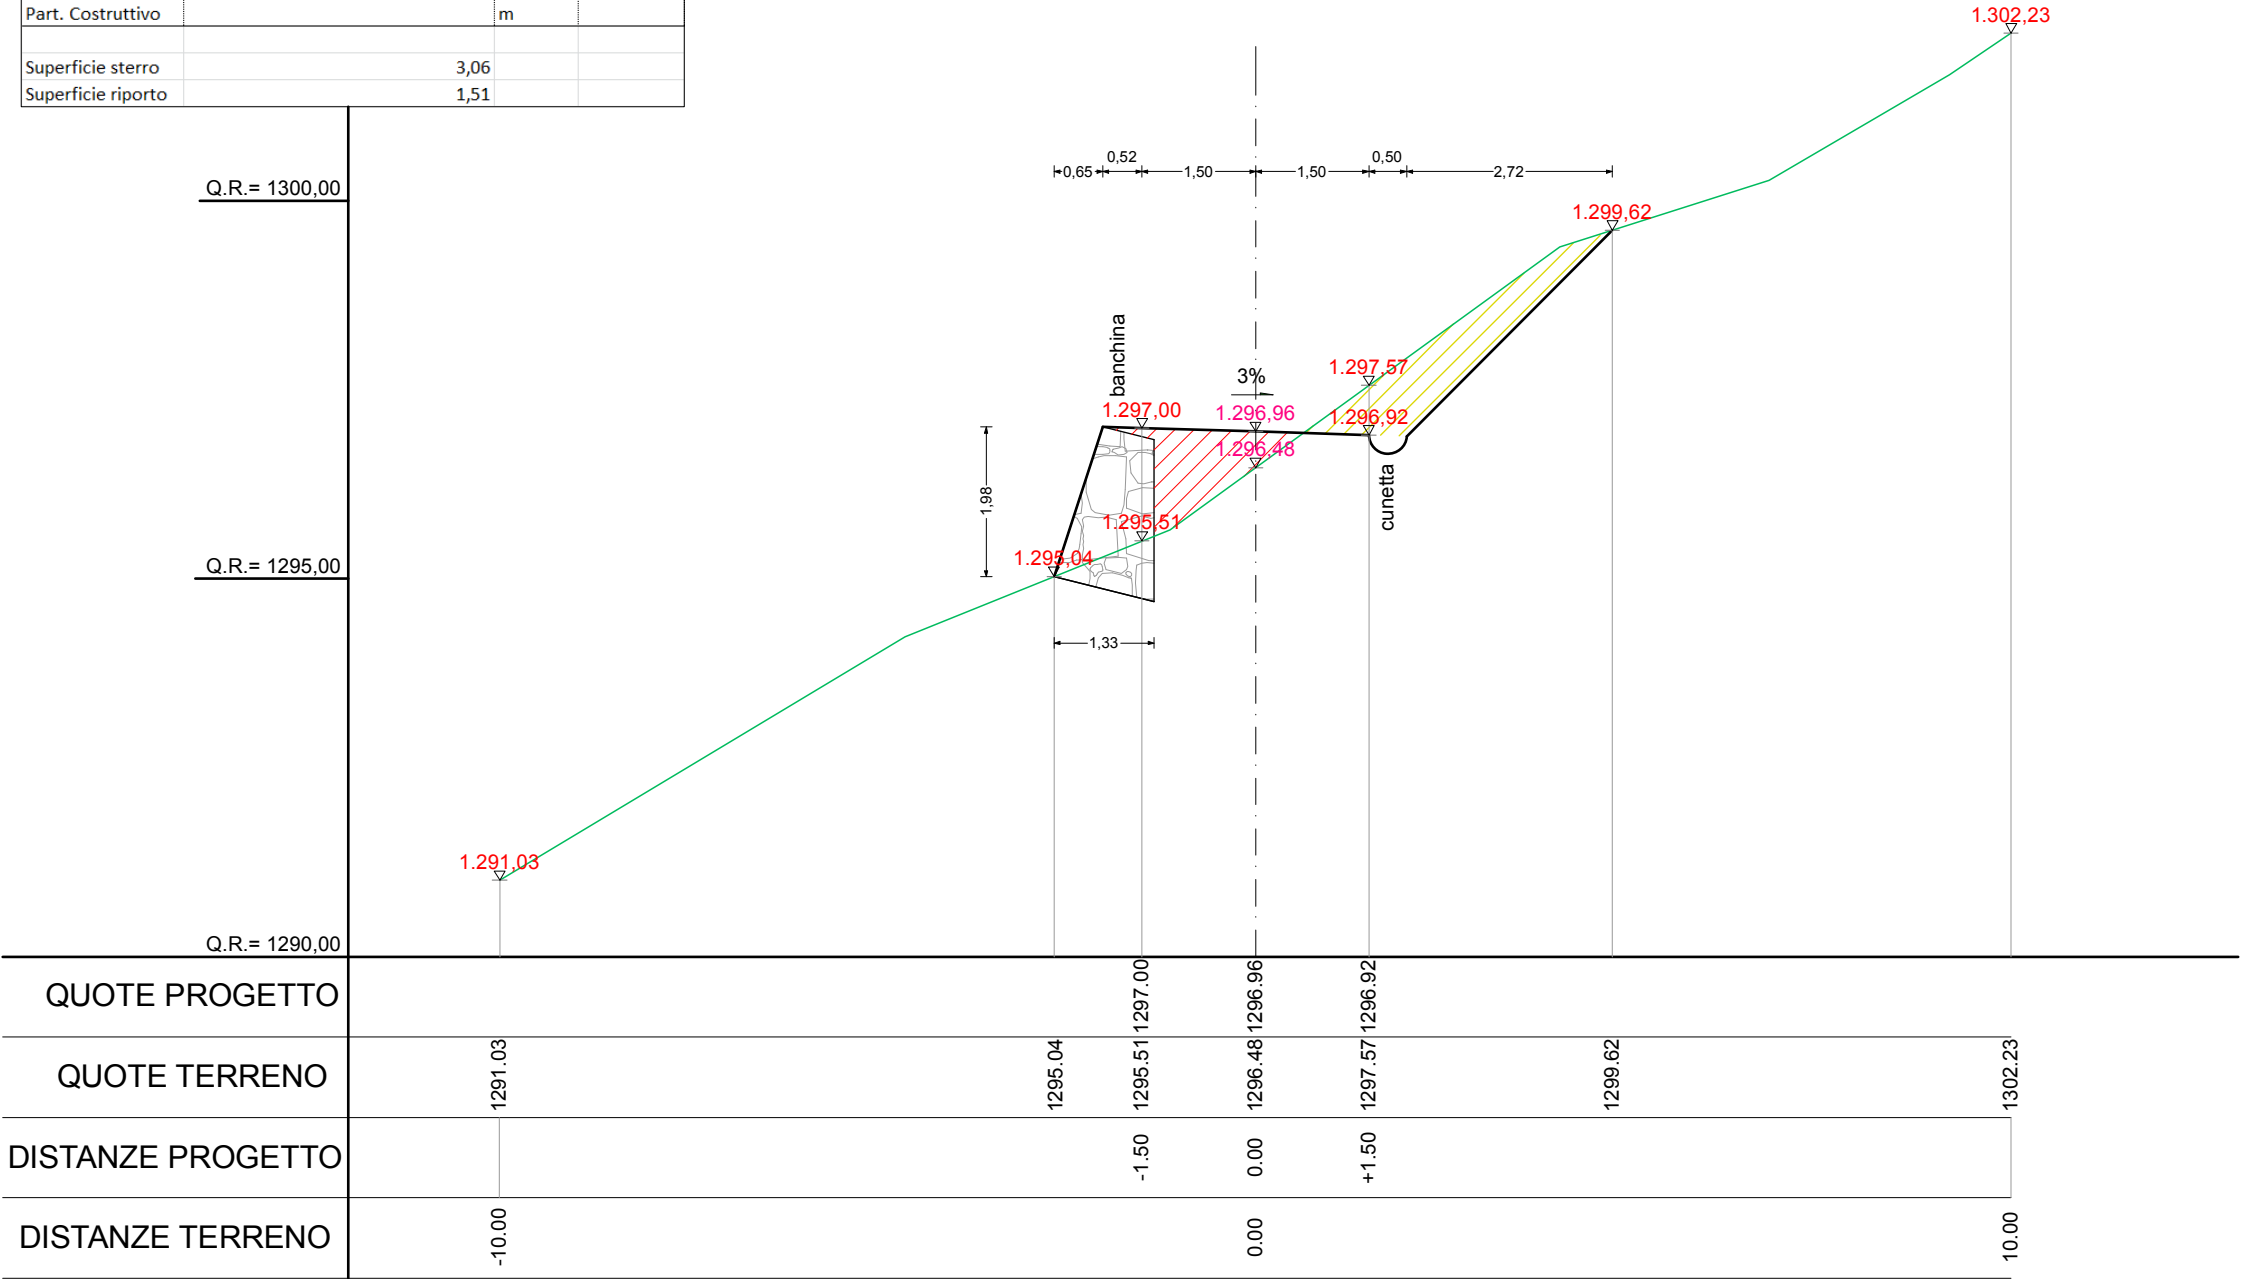 Part. Costruttivo m
Superficie sterro 3,06
Superficie riporto 1,51
1.302,23
0,65 0,52 1,50 1,50 0,50 2,72
Q.R.= 1300,00
1.299,62
banchina
3%
1.297,57
1.297,00
1.296,96
1.296,92
1.296,48
cunetta
1,98
1.295,51
1.295,04
Q.R.= 1295,00
1,33
1.291,03
Q.R.= 1290,00
QUOTE PROGETTO 1297.00 1296.96 1296.92
QUOTE TERRENO 1291.03 1295.04 1295.51 1296.48 1297.57 1299.62 1302.23
DISTANZE PROGETTO -1.50 0.00 +1.50
DISTANZE TERRENO -10.00 0.00 10.00